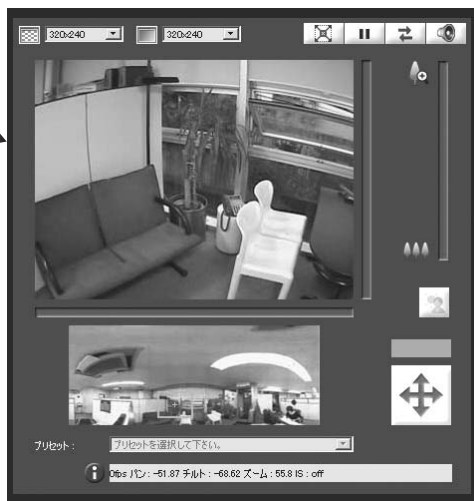 320x240 320x240
プリセット : プリセットを選択して下さい。
0fps パン : -51.87 チルト : -68.62 ズーム : 55.8 IS : off